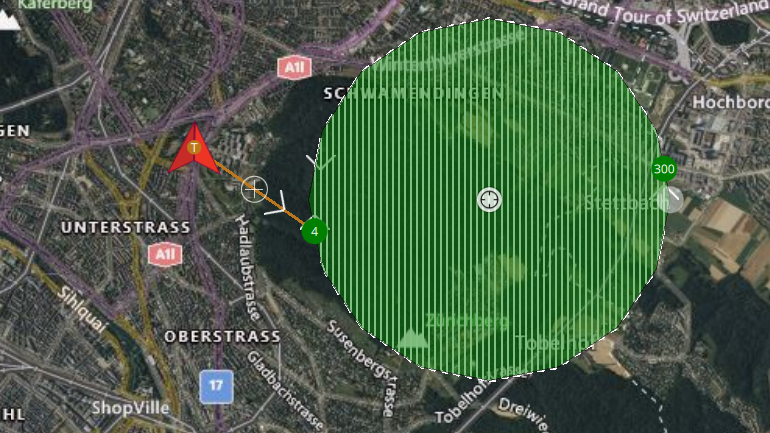 Käferberg
Grand Tour of Switzerland
A1l
Winterthurerstrasse
SCHWAMENDINGEN
Hochbord
GEN
T
300
Stettbach
4
UNTERSTRASS
Hadlaubstrasse
A1l
Sihlquai
Zürichberg
OBERSTRASS
Susenbergstrasse
Tobelhof
Gladbachstrasse
17
Tobelhofstrasse
ShopVille
Dreiwie
HL